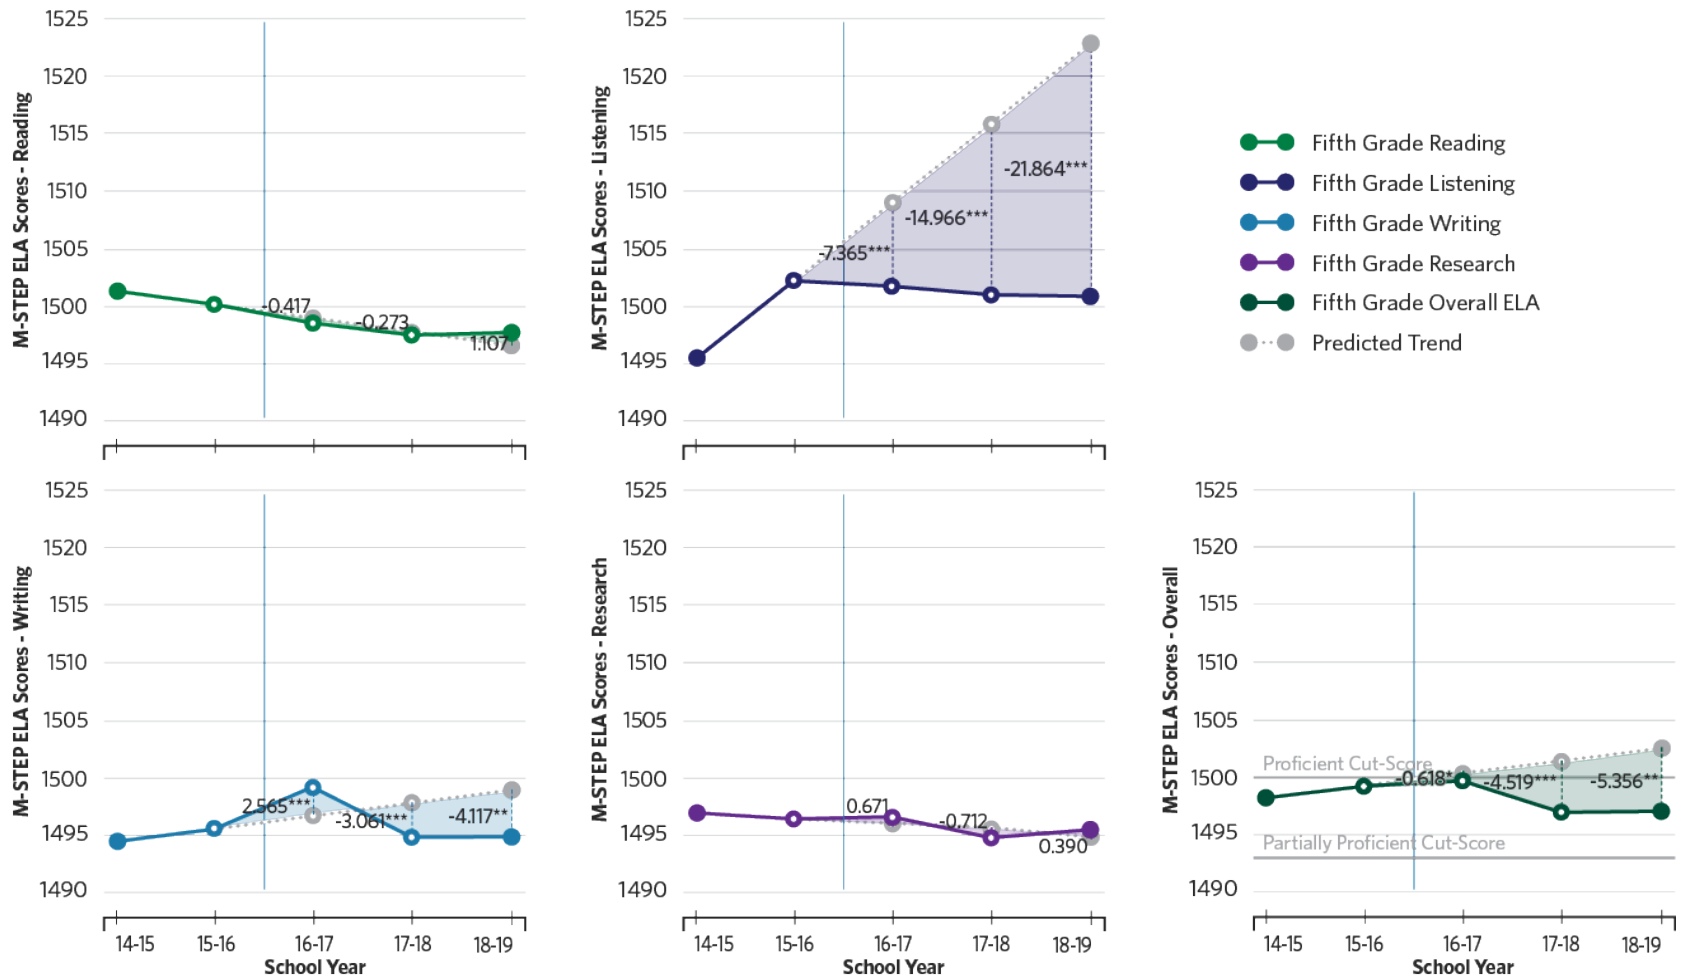 M-STEP ELA Scores - Reading
1525
1520
1515
1510
1505
1500
1495
1490
-0.417
-0.273
1.107
M-STEP ELA Scores - Listening
1525
1520
1515
1510
1505
1500
1495
1490
-7.365***
-14.966***
-21.864***
Fifth Grade Reading
Fifth Grade Listening
Fifth Grade Writing
Fifth Grade Research
Fifth Grade Overall ELA
Predicted Trend
M-STEP ELA Scores - Writing
1525
1520
1515
1510
1505
1500
1495
1490
2.565***
-3.061***
-4.117**
14-15 15-16 16-17 17-18 18-19
School Year
M-STEP ELA Scores - Research
1525
1520
1515
1510
1505
1500
1495
1490
0.671
-0.712
0.390
14-15 15-16 16-17 17-18 18-19
School Year
M-STEP ELA Scores - Overall
1525
1520
1515
1510
1505
1500
1495
1490
Proficient Cut-Score
-0.618*
-4.519***
-5.356**
Partially Proficient Cut-Score
14-15 15-16 16-17 17-18 18-19
School Year